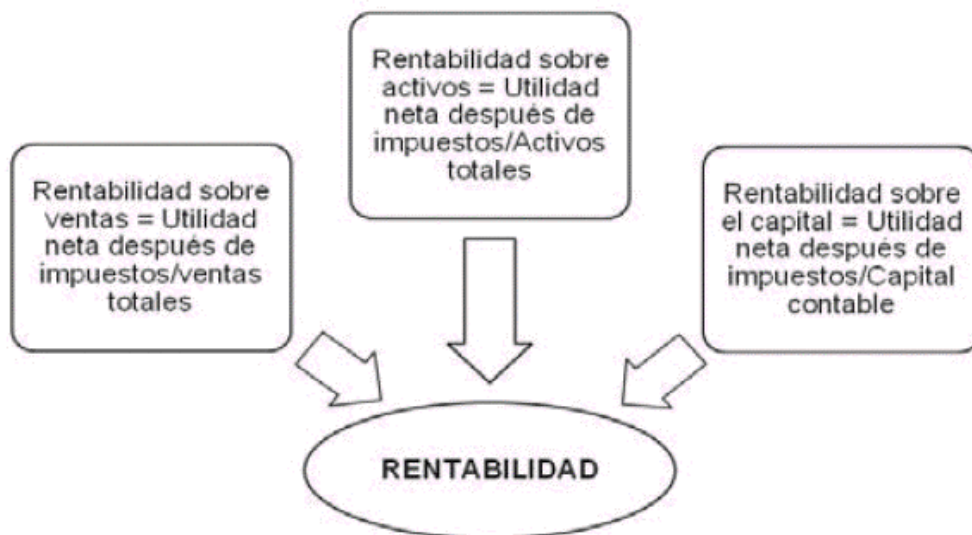 Rentabilidad sobre
activos = Utilidad
neta después de
impuestos/Activos
totales
Rentabilidad sobre
ventas = Utilidad
neta después de
impuestos/ventas
totales
Rentabilidad sobre
el capital = Utilidad
neta después de
impuestos/Capital
contable
RENTABILIDAD